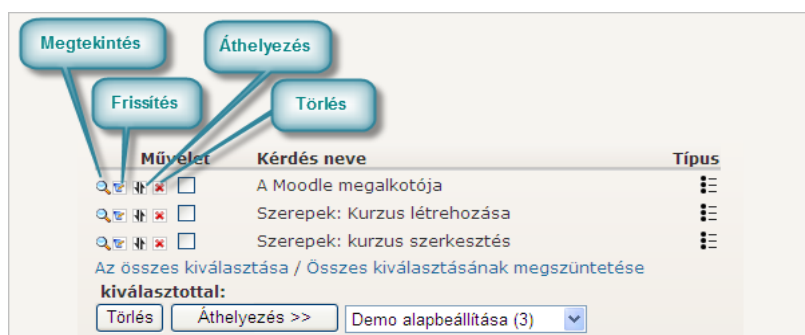 Megtekintés
Áthelyezés
Frissítés
Törlés
Művelet Kérdés neve Típus
A Moodle megalkotója
Szerepek: Kurzus létrehozása
Szerepek: kurzus szerkesztés
Az összes kiválasztása / Összes kiválasztásának megszüntetése
kiválasztottal:
Törlés Áthelyezés >> Demo alapbeállítása (3)